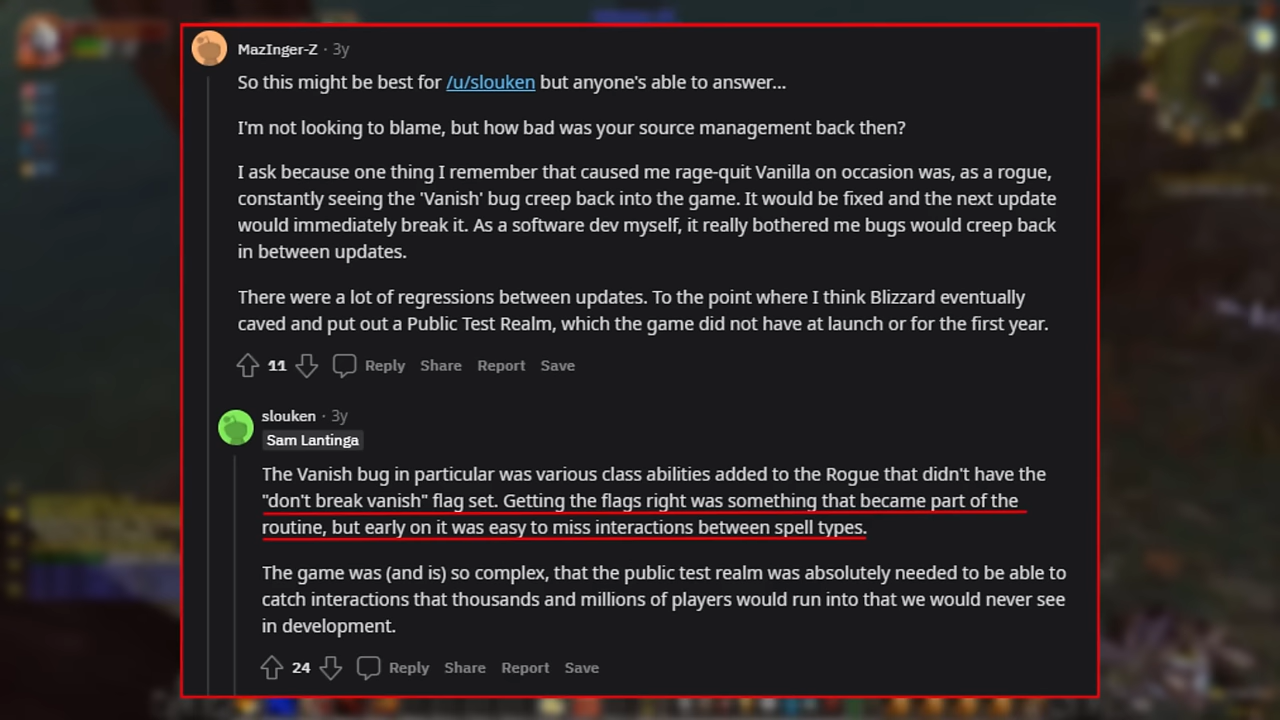 MazInger-Z · 3y
So this might be best for /u/slouken but anyone's able to answer...
I'm not looking to blame, but how bad was your source management back then?
I ask because one thing I remember that caused me rage-quit Vanilla on occasion was, as a rogue,
constantly seeing the 'Vanish' bug creep back into the game. It would be fixed and the next update
would immediately break it. As a software dev myself, it really bothered me bugs would creep back
in between updates.
There were a lot of regressions between updates. To the point where I think Blizzard eventually
caved and put out a Public Test Realm, which the game did not have at launch or for the first year.
11 Reply Share Report Save
slouken · 3y
Sam Lantinga
The Vanish bug in particular was various class abilities added to the Rogue that didn't have the
"don't break vanish" flag set. Getting the flags right was something that became part of the
routine, but early on it was easy to miss interactions between spell types.
The game was (and is) so complex, that the public test realm was absolutely needed to be able to
catch interactions that thousands and millions of players would run into that we would never see
in development.
24 Reply Share Report Save